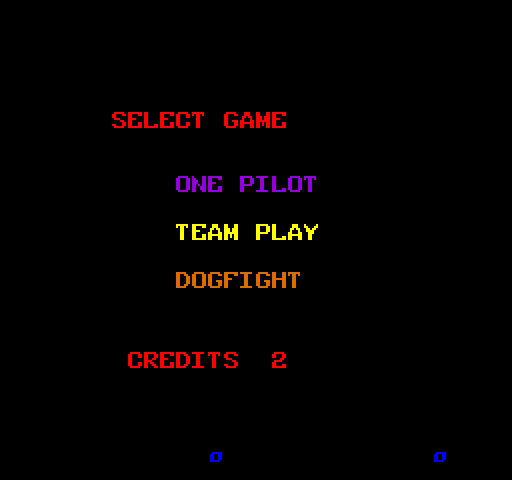 SELECT GAME
ONE PILOT
TEAM PLAY
DOGFIGHT
CREDITS 2
0 0